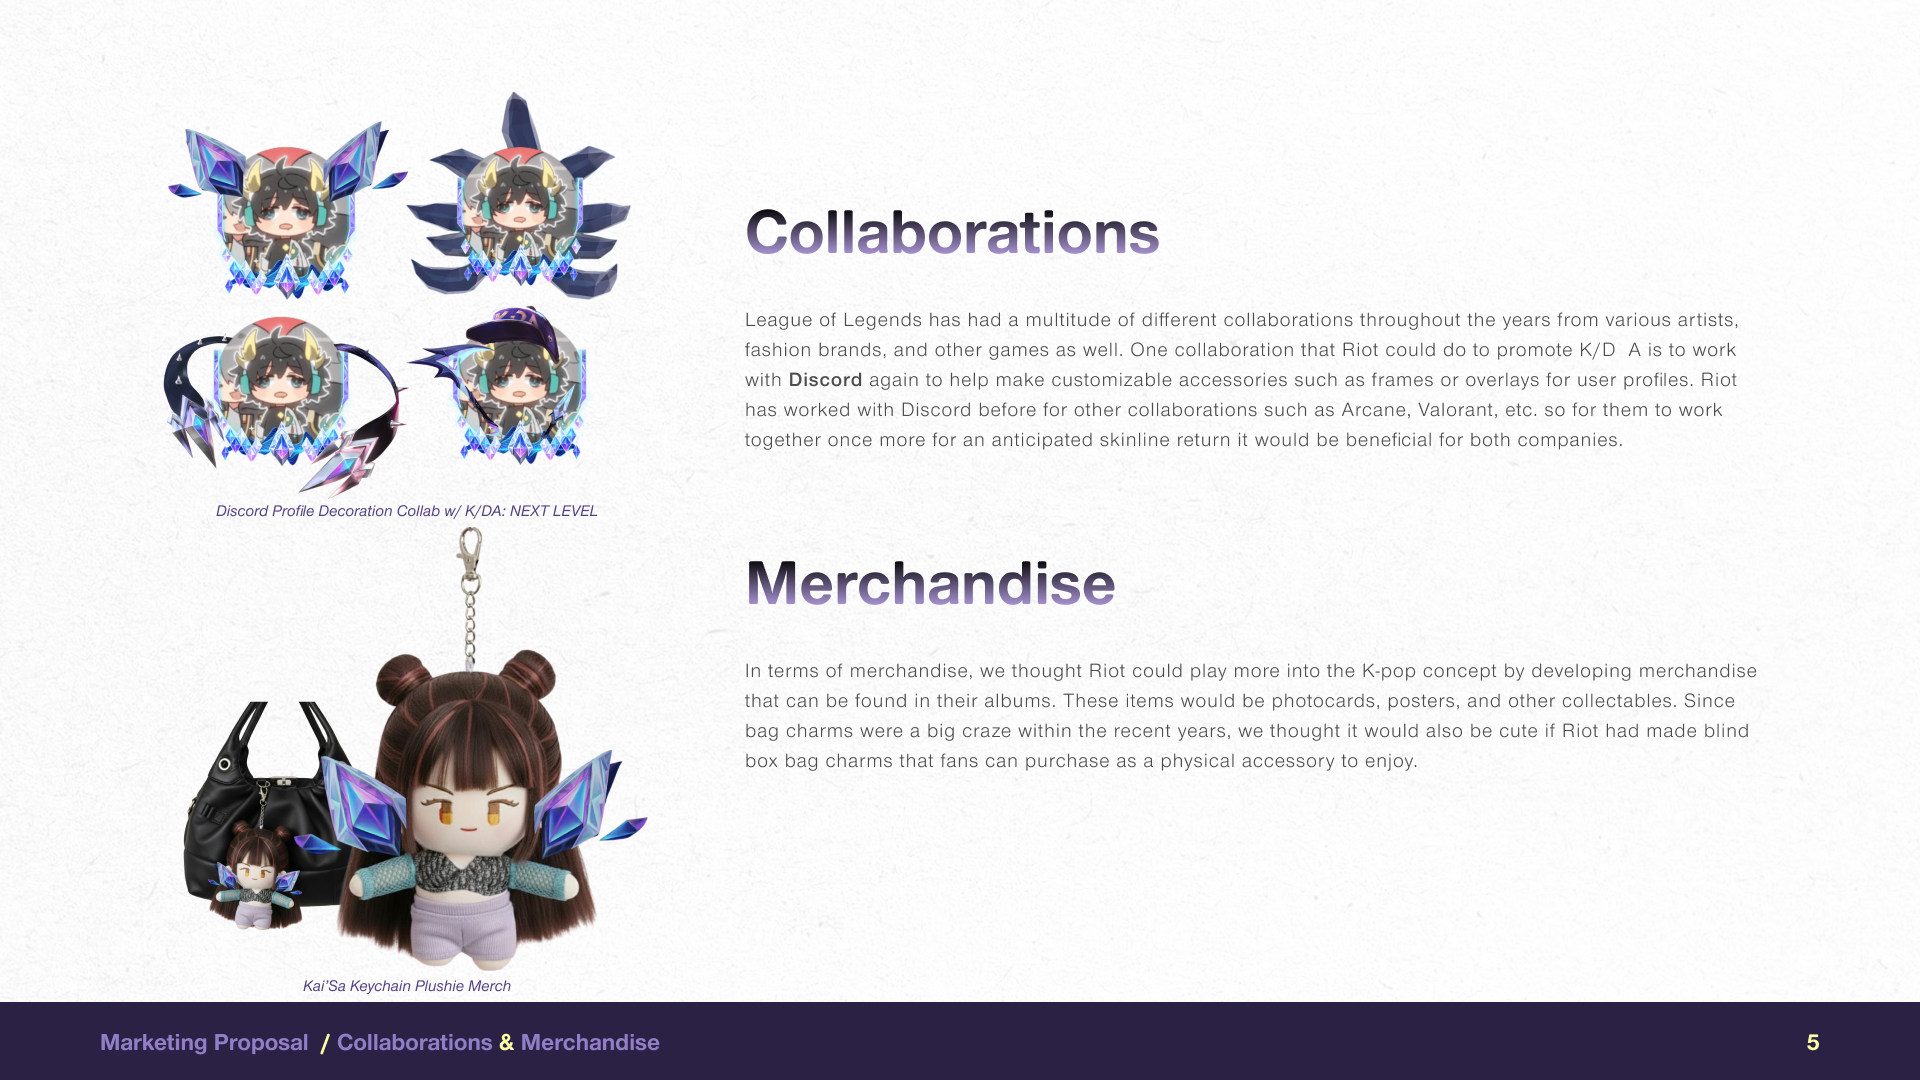 Collaborations
League of Legends has had a multitude of different collaborations throughout the years from various artists,
fashion brands, and other games as well. One collaboration that Riot could do to promote K/D  A is to work
with Discord again to help make customizable accessories such as frames or overlays for user profiles. Riot
has worked with Discord before for other collaborations such as Arcane, Valorant, etc. so for them to work
together once more for an anticipated skinline return it would be beneficial for both companies.
Discord Profile Decoration Collab w/ K/DA: NEXT LEVEL
Merchandise
In terms of merchandise, we thought Riot could play more into the K-pop concept by developing merchandise
that can be found in their albums. These items would be photocards, posters, and other collectables. Since
bag charms were a big craze within the recent years, we thought it would also be cute if Riot had made blind
box bag charms that fans can purchase as a physical accessory to enjoy.
Kai'Sa Keychain Plushie Merch
Marketing Proposal / Collaborations & Merchandise
5